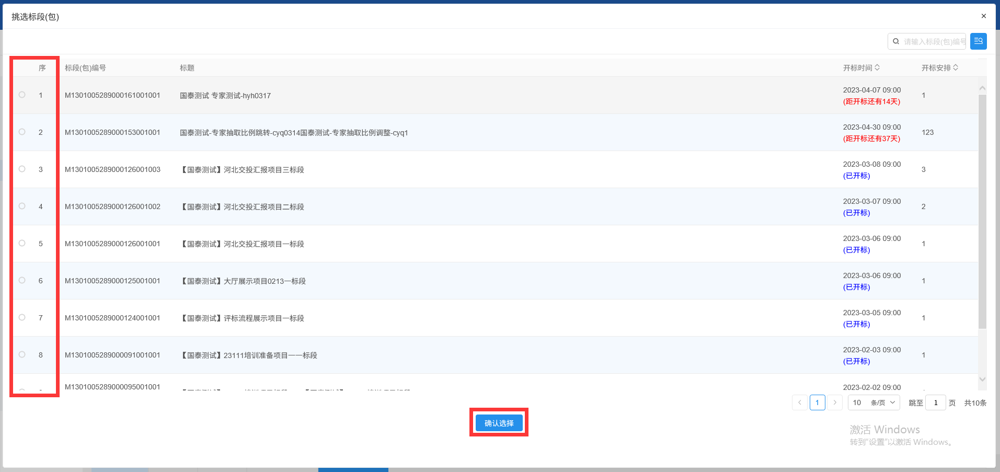 挑选标段(包)
请输入标段(包)编号
序 标段(包)编号 标题 开标时间 开标安排
1 M1301005289000161001001 国泰测试 专家测试-hyh0317 2023-04-07 09:00 1
(距开标还有14天)
2 M1301005289000153001001 国泰测试-专家抽取比例跳转-cyq0314国泰测试-专家抽取比例调整-cyq1 2023-04-30 09:00 123
(距开标还有37天)
3 M1301005289000126001003 【国泰测试】河北交投汇报项目三标段 2023-03-08 09:00 3
(已开标)
4 M1301005289000126001002 【国泰测试】河北交投汇报项目二标段 2023-03-07 09:00 2
(已开标)
5 M1301005289000126001001 【国泰测试】河北交投汇报项目一标段 2023-03-06 09:00 1
(已开标)
6 M1301005289000125001001 【国泰测试】大厅展示项目0213一标段 2023-03-06 09:00 1
(已开标)
7 M1301005289000124001001 【国泰测试】评标流程展示项目一标段 2023-03-05 09:00 1
(已开标)
8 M1301005289000091001001 【国泰测试】23111培训准备项目一一标段 2023-02-03 09:00 1
(已开标)
M1301005289000095001001 2023-02-02 09:00
1 10 条/页 跳至 1 页 共10条
确认选择
激活 Windows
转到"设置"以激活 Windows。